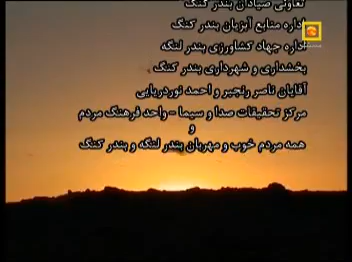 تعاونی صیادان بندر کنگ
اداره منابع آبزیان بندر کنگ
اداره جهاد کشاورزی بندر لنگه
بخشداری و شهرداری بندر کنگ
آقایان ناصر رنجبر و احمد نوردریایی
مرکز تحقیقات صدا و سیما - واحد فرهنگ مردم
و
همه مردم خوب و مهربان بندر لنگه و بندر کنگ